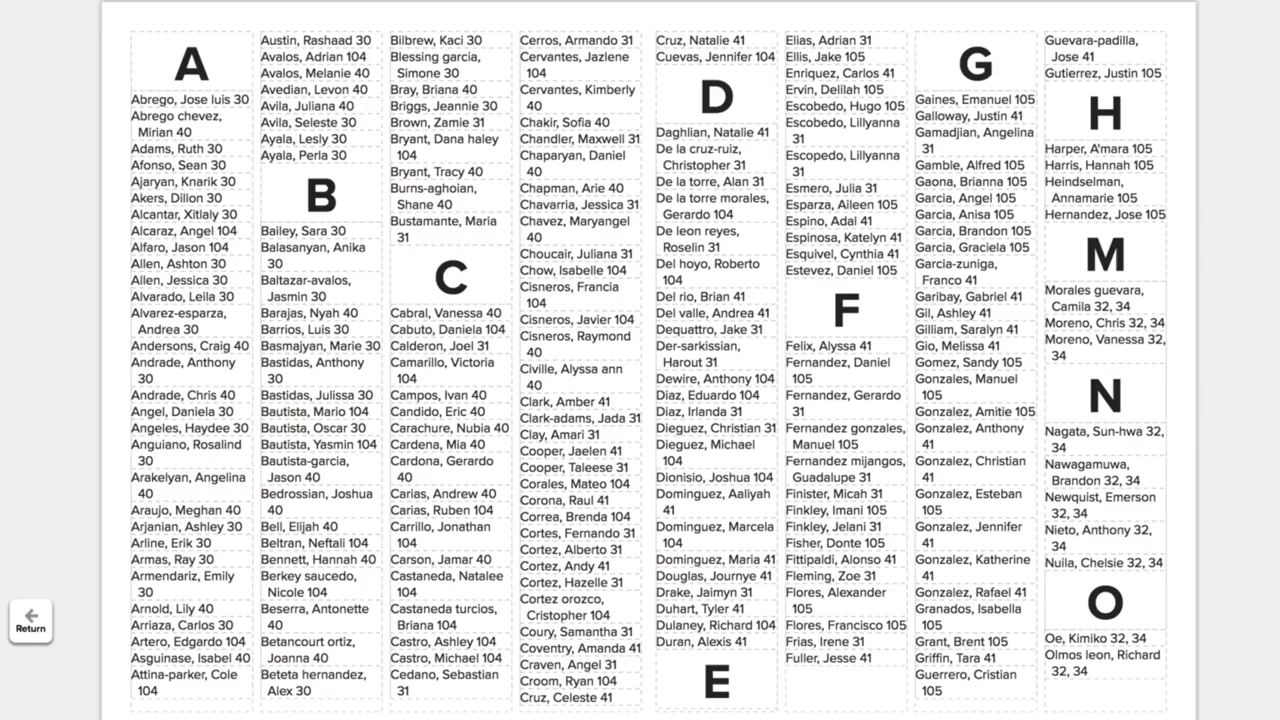 A
Abrego, Jose luis 30
Abrego chevez,
Mirian 40
Adams, Ruth 30
Afonso, Sean 30
Ajaryan, Knarik 30
Akers, Dillon 30
Alcantar, Xitlaly 30
Alcaraz, Angel 104
Alfaro, Jason 104
Allen, Ashton 30
Allen, Jessica 30
Alvarado, Leila 30
Alvarez-esparza,
Andrea 30
Andersons, Craig 40
Andrade, Anthony
30
Andrade, Chris 40
Angel, Daniela 30
Angeles, Haydee 30
Anguiano, Rosalind
30
Arakelyan, Angelina
40
Araujo, Meghan 40
Arjanian, Ashley 30
Arline, Erik 30
Armas, Ray 30
Armendariz, Emily
30
Arnold, Lily 40
Arriaza, Carlos 30
Artero, Edgardo 104
Asguinase, Isabel 40
Attina-parker, Cole
104
Austin, Rashaad 30
Avalos, Adrian 104
Avalos, Melanie 40
Avedian, Levon 40
Avila, Juliana 40
Avila, Seleste 30
Ayala, Lesly 30
Ayala, Perla 30
B
Bailey, Sara 30
Balasanyan, Anika
30
Baltazar-avalos,
Jasmin 30
Barajas, Nyah 40
Barrios, Luis 30
Basmajyan, Marie 30
Bastidas, Anthony
30
Bastidas, Julissa 30
Bautista, Mario 104
Bautista, Oscar 30
Bautista, Yasmin 104
Bautista-garcia,
Jason 40
Bedrossian, Joshua
40
Bell, Elijah 40
Beltran, Neftali 104
Bennett, Hannah 40
Berkey saucedo,
Nicole 104
Beserra, Antonette
40
Betancourt ortiz,
Joanna 40
Beteta hernandez,
Alex 30
Bilbrew, Kaci 30
Blessing garcia,
Simone 30
Bray, Briana 40
Briggs, Jeannie 30
Brown, Zamie 31
Bryant, Dana haley
104
Bryant, Tracy 40
Burns-aghoian,
Shane 40
Bustamante, Maria
31
C
Cabral, Vanessa 40
Cabuto, Daniela 104
Calderon, Joel 31
Camarillo, Victoria
104
Campos, Ivan 40
Candido, Eric 40
Carachure, Nubia 40
Cardena, Mia 40
Cardona, Gerardo
40
Carias, Andrew 40
Carias, Ruben 104
Carrillo, Jonathan
104
Carson, Jamar 40
Castaneda, Natalee
104
Castaneda turcios,
Briana 104
Castro, Ashley 104
Castro, Michael 104
Cedano, Sebastian
31
Cerros, Armando 31
Cervantes, Jazlene
104
Cervantes, Kimberly
40
Chakir, Sofia 40
Chandler, Maxwell 31
Chaparyan, Daniel
40
Chapman, Arie 40
Chavarria, Jessica 31
Chavez, Maryangel
40
Choucair, Juliana 31
Chow, Isabelle 104
Cisneros, Francia
104
Cisneros, Javier 104
Cisneros, Raymond
40
Civille, Alyssa ann
40
Clark, Amber 41
Clark-adams, Jada 31
Clay, Amari 31
Cooper, Jaelen 41
Cooper, Taleese 31
Corales, Mateo 104
Corona, Raul 41
Correa, Brenda 104
Cortes, Fernando 31
Cortez, Alberto 31
Cortez, Andy 41
Cortez, Hazelle 31
Cortez orozco,
Cristopher 104
Coury, Samantha 31
Coventry, Amanda 41
Craven, Angel 31
Croom, Ryan 104
Cruz, Celeste 41
Cruz, Natalie 41
Cuevas, Jennifer 104
D
Daghlian, Natalie 41
De la cruz-ruiz,
Christopher 31
De la torre, Alan 31
De la torre morales,
Gerardo 104
De leon reyes,
Roselin 31
Del hoyo, Roberto
104
Del rio, Brian 41
Del valle, Andrea 41
Dequattro, Jake 31
Der-sarkissian,
Harout 31
Dewire, Anthony 104
Diaz, Eduardo 104
Diaz, Irlanda 31
Dieguez, Christian 31
Dieguez, Michael
104
Dionisio, Joshua 104
Dominguez, Aaliyah
41
Dominguez, Marcela
104
Dominguez, Maria 41
Douglas, Journye 41
Drake, Jaimyn 31
Duhart, Tyler 41
Dulaney, Richard 104
Duran, Alexis 41
E
Elias, Adrian 31
Ellis, Jake 105
Enriquez, Carlos 41
Ervin, Delilah 105
Escobedo, Hugo 105
Escobedo, Lillyanna
31
Escopedo, Lillyanna
31
Esmero, Julia 31
Esparza, Aileen 105
Espino, Adal 41
Espinosa, Katelyn 41
Esquivel, Cynthia 41
Estevez, Daniel 105
F
Felix, Alyssa 41
Fernandez, Daniel
105
Fernandez, Gerardo
31
Fernandez gonzales,
Manuel 105
Fernandez mijangos,
Guadalupe 31
Finister, Micah 31
Finkley, Imani 105
Finkley, Jelani 31
Fisher, Donte 105
Fittipaldi, Alonso 41
Fleming, Zoe 31
Flores, Alexander
105
Flores, Francisco 105
Frias, Irene 31
Fuller, Jesse 41
G
Gaines, Emanuel 105
Galloway, Justin 41
Gamadjian, Angelina
31
Gamble, Alfred 105
Gaona, Brianna 105
Garcia, Angel 105
Garcia, Anisa 105
Garcia, Brandon 105
Garcia, Graciela 105
Garcia-zuniga,
Franco 41
Garibay, Gabriel 41
Gil, Ashley 41
Gilliam, Saralyn 41
Gio, Melissa 41
Gomez, Sandy 105
Gonzales, Manuel
105
Gonzalez, Amitie 105
Gonzalez, Anthony
41
Gonzalez, Christian
41
Gonzalez, Esteban
105
Gonzalez, Jennifer
41
Gonzalez, Katherine
41
Gonzalez, Rafael 41
Granados, Isabella
105
Grant, Brent 105
Griffin, Tara 41
Guerrero, Cristian
105
Guevara-padilla,
Jose 41
Gutierrez, Justin 105
H
Harper, A'mara 105
Harris, Hannah 105
Heindselman,
Annamarie 105
Hernandez, Jose 105
M
Morales guevara,
Camila 32, 34
Moreno, Chris 32, 34
Moreno, Vanessa 32,
34
N
Nagata, Sun-hwa 32,
34
Nawagamuwa,
Brandon 32, 34
Newquist, Emerson
32, 34
Nieto, Anthony 32,
34
Nuila, Chelsie 32, 34
O
Oe, Kimiko 32, 34
Olmos leon, Richard
32, 34
Return